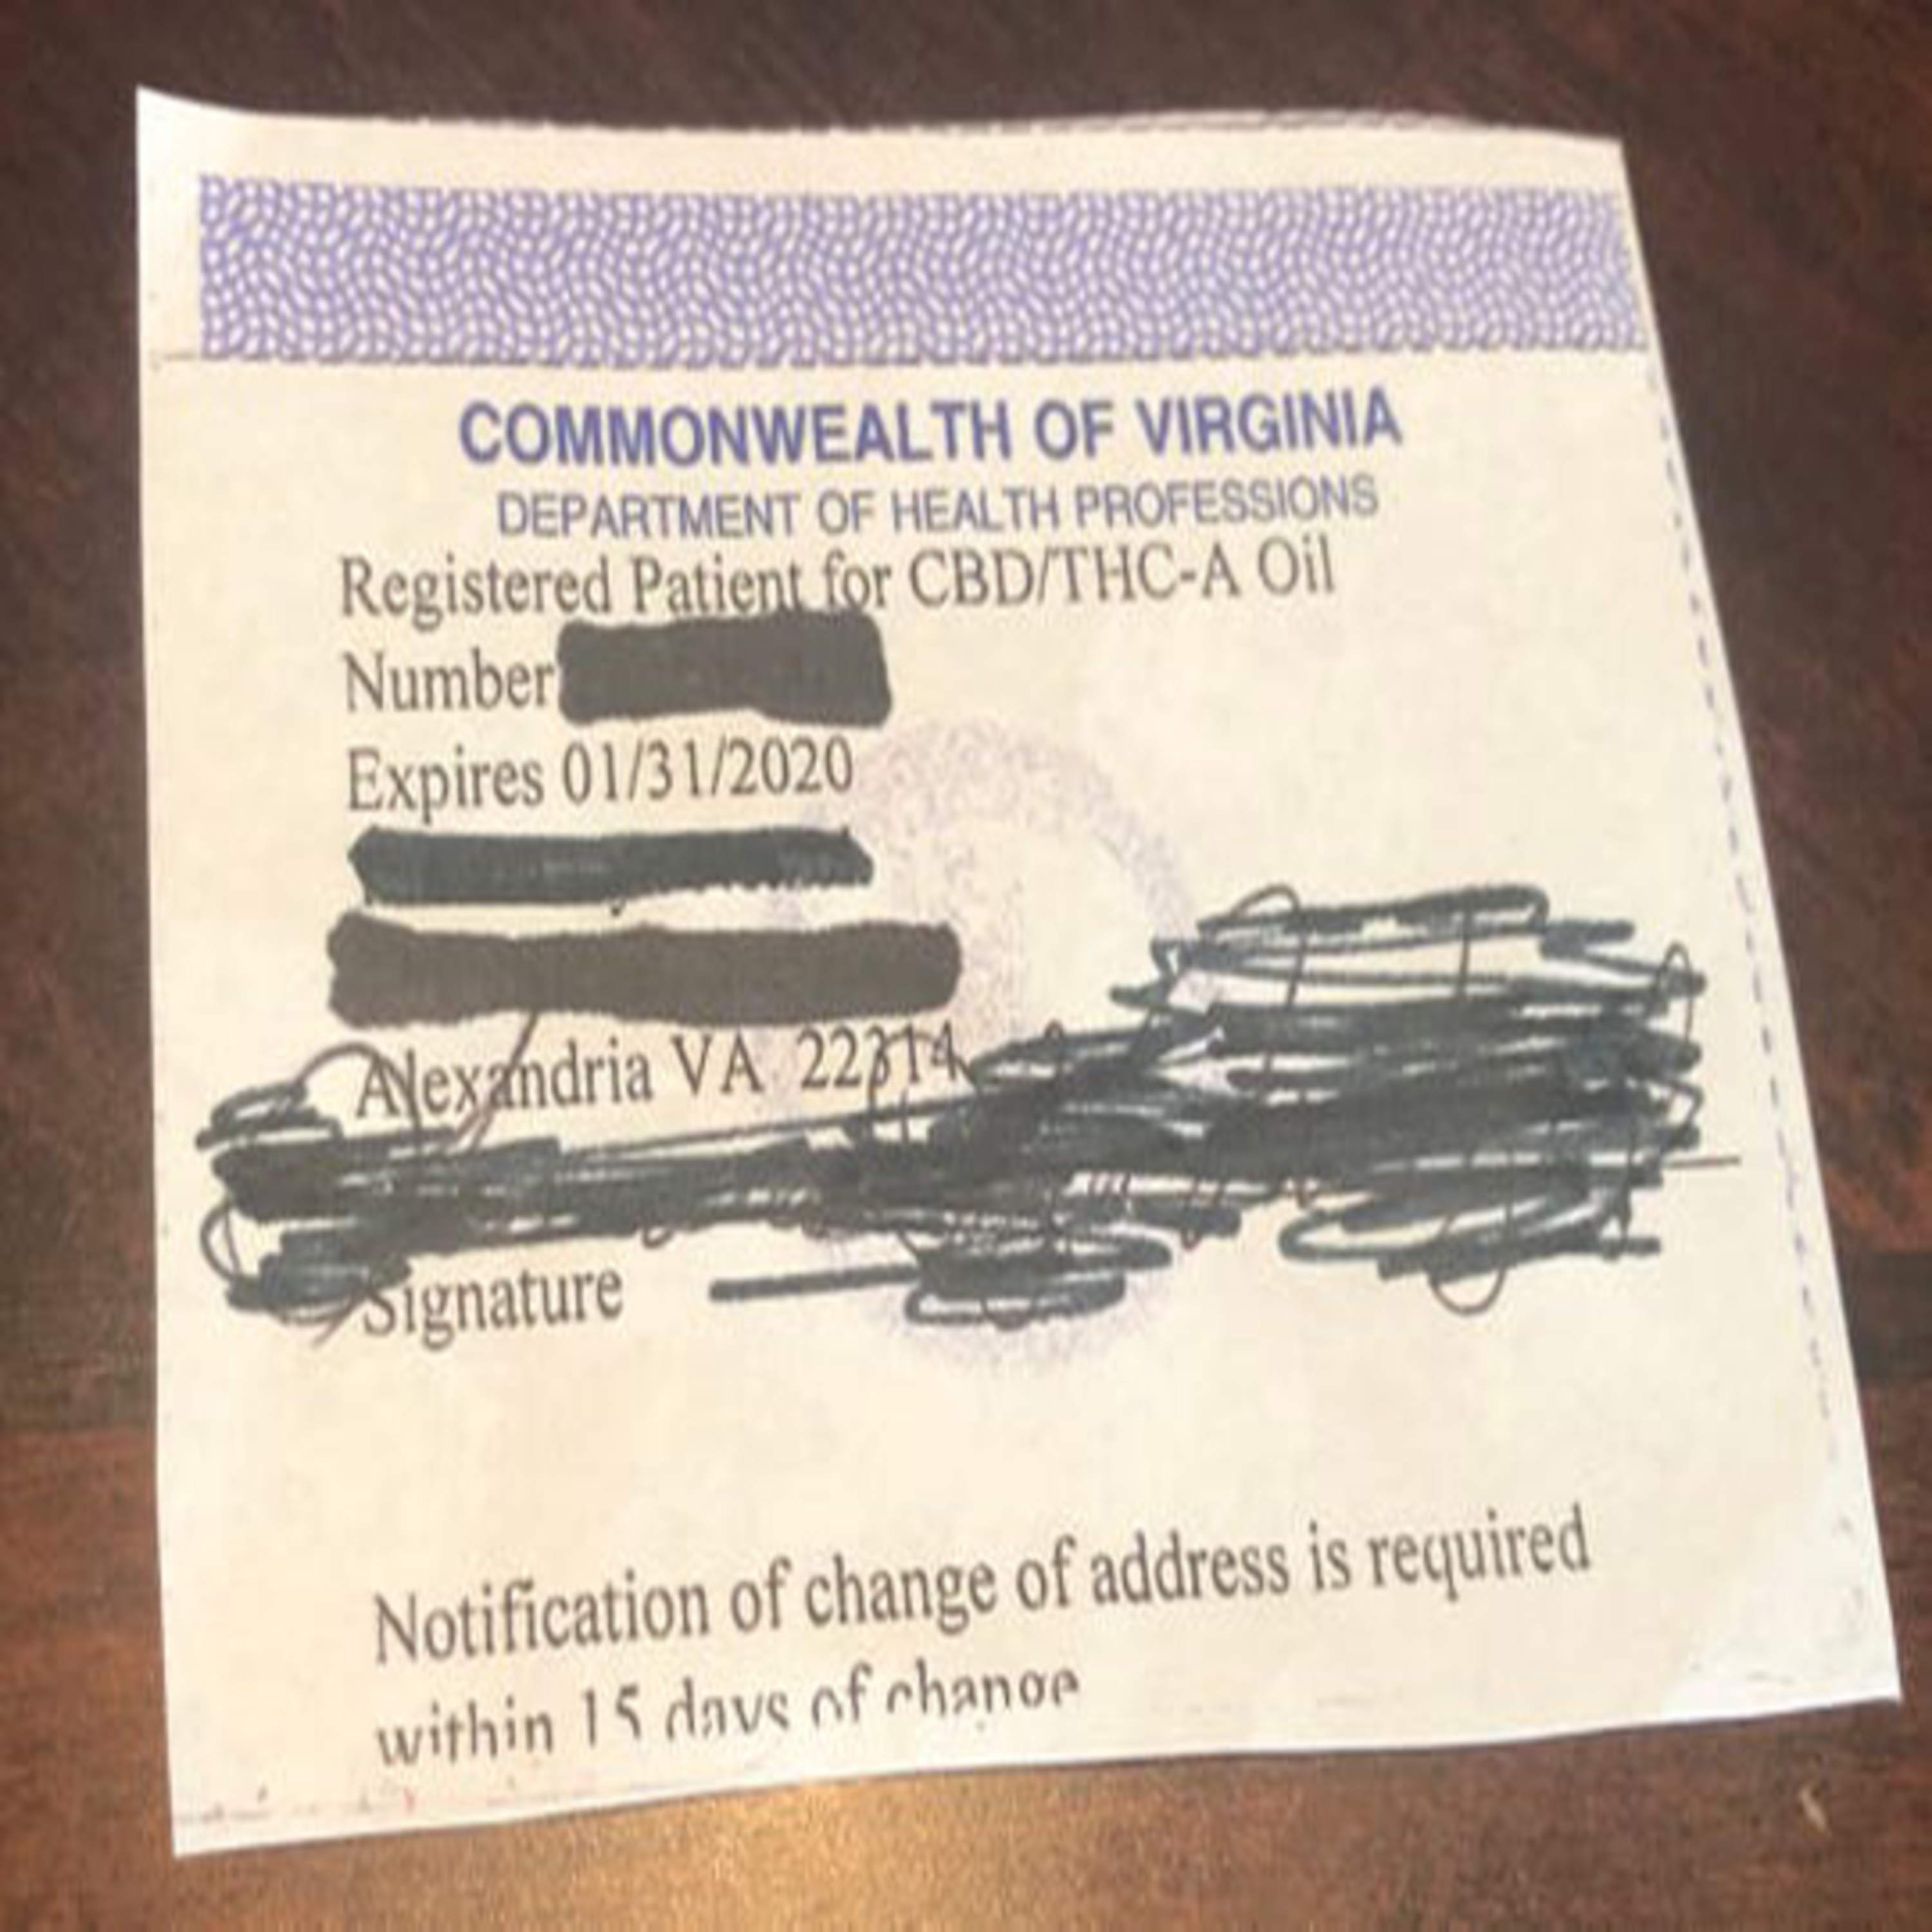 COMMONWEALTH OF VIRGINIA
DEPARTMENT OF HEALTH PROFESSIONS
Registered Patient for CBD/THC-A Oil
Number
Expires 01/31/2020
Alexandria VA 22314
Signature
Notification of change of address is required
within 15 days of change